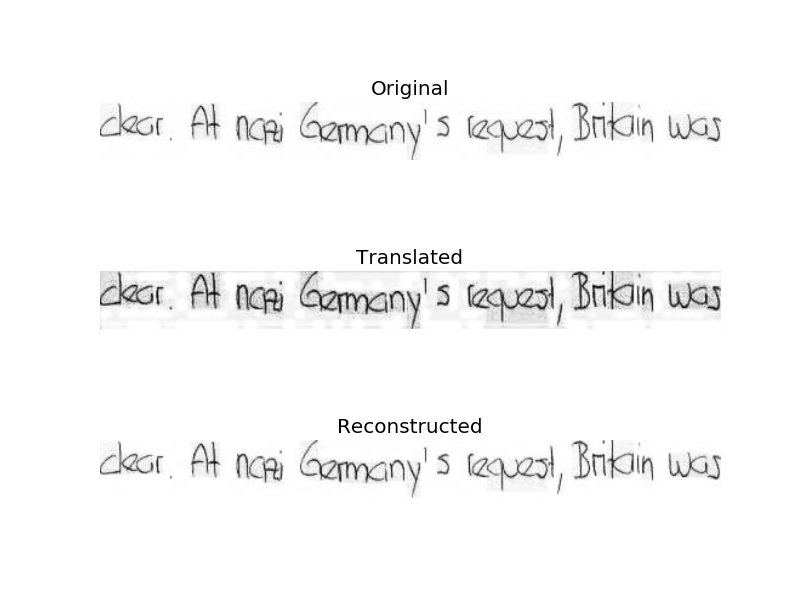 Original
clear. At nazi Germany's request, Britain was
Translated
clear. At nazi Germany's request, Britain was
Reconstructed
clear. At nazi Germany's request, Britain was